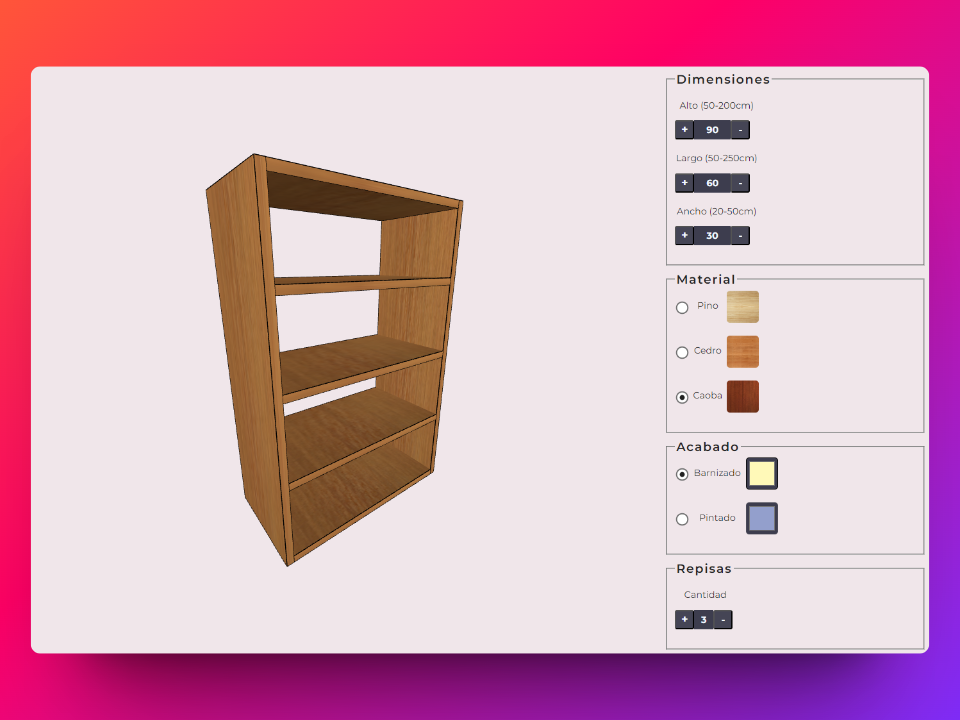 Dimensiones
Alto (50-200cm)
+ 90 -
Largo (50-250cm)
+ 60 -
Ancho (20-50cm)
+ 30 -
Material
Pino
Cedro
Caoba
Acabado
Barnizado
Pintado
Repisas
Cantidad
+ 3 -